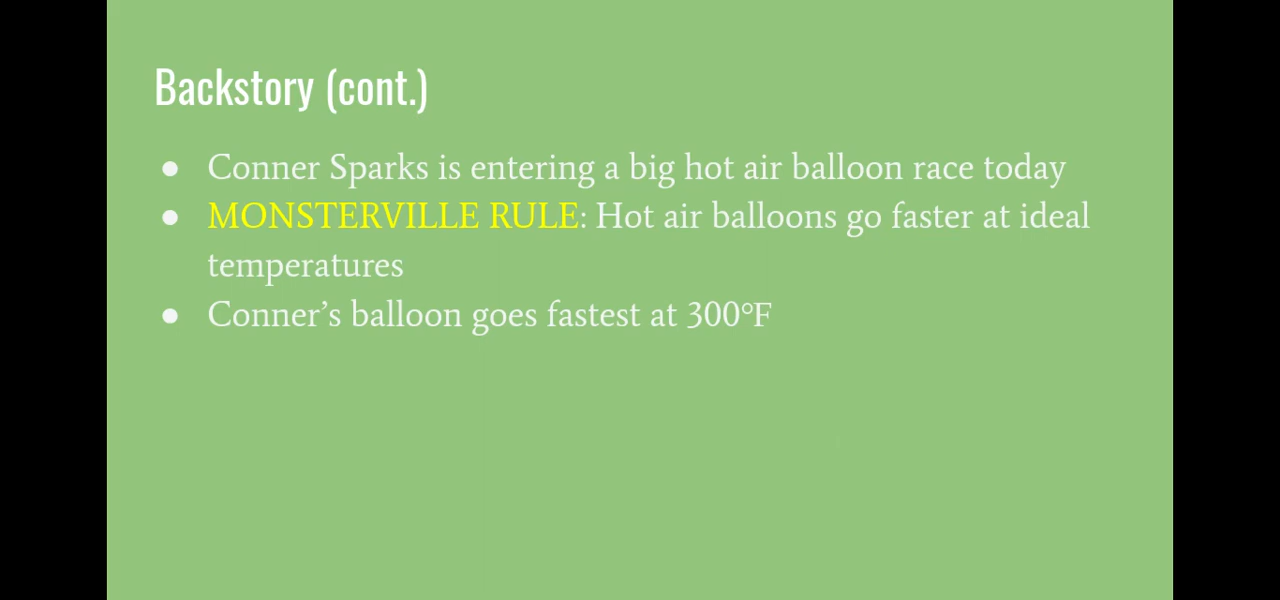 Backstory (cont.)
● Conner Sparks is entering a big hot air balloon race today
● MONSTERVILLE RULE: Hot air balloons go faster at ideal
temperatures
● Conner’s balloon goes fastest at 300°F